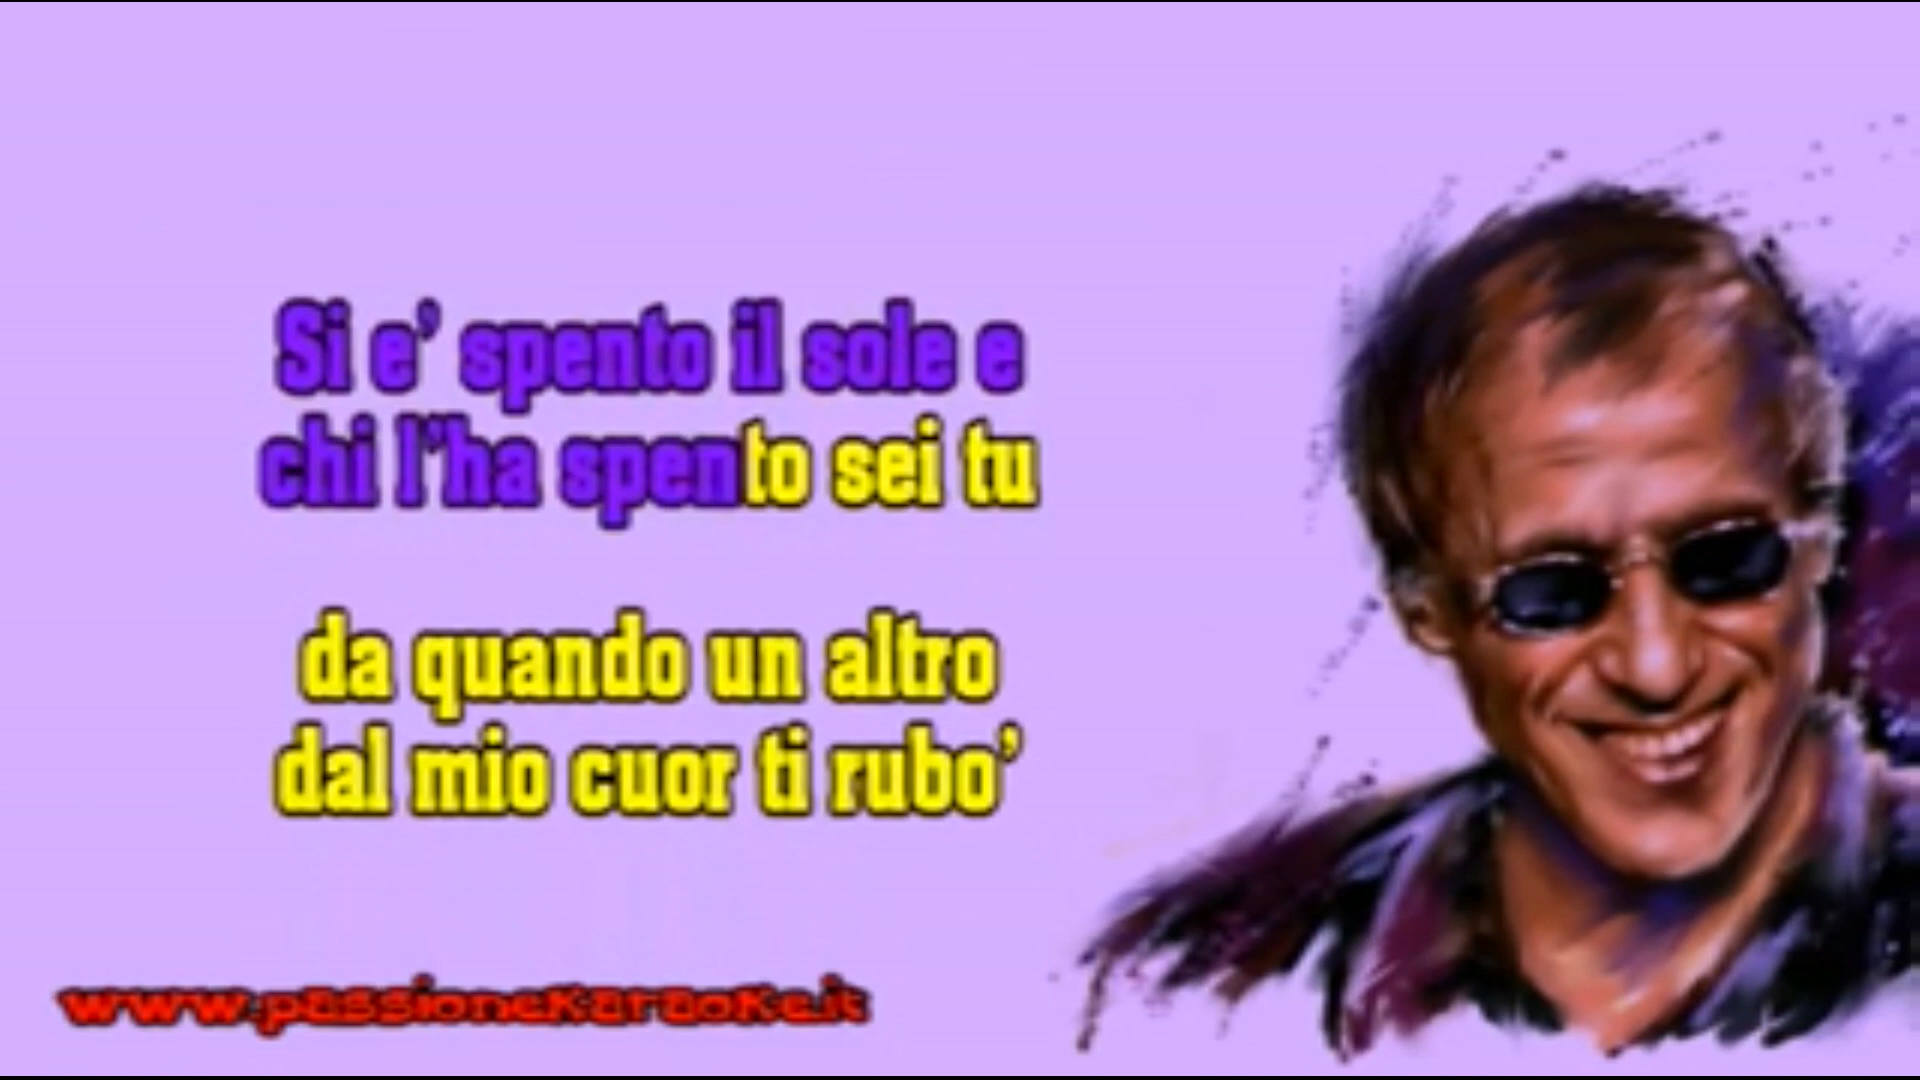 Si e' spento il sole e
chi l'ha spento sei tu
da quando un altro
dal mio cuor ti rubo'
www.passionekaraoke.it